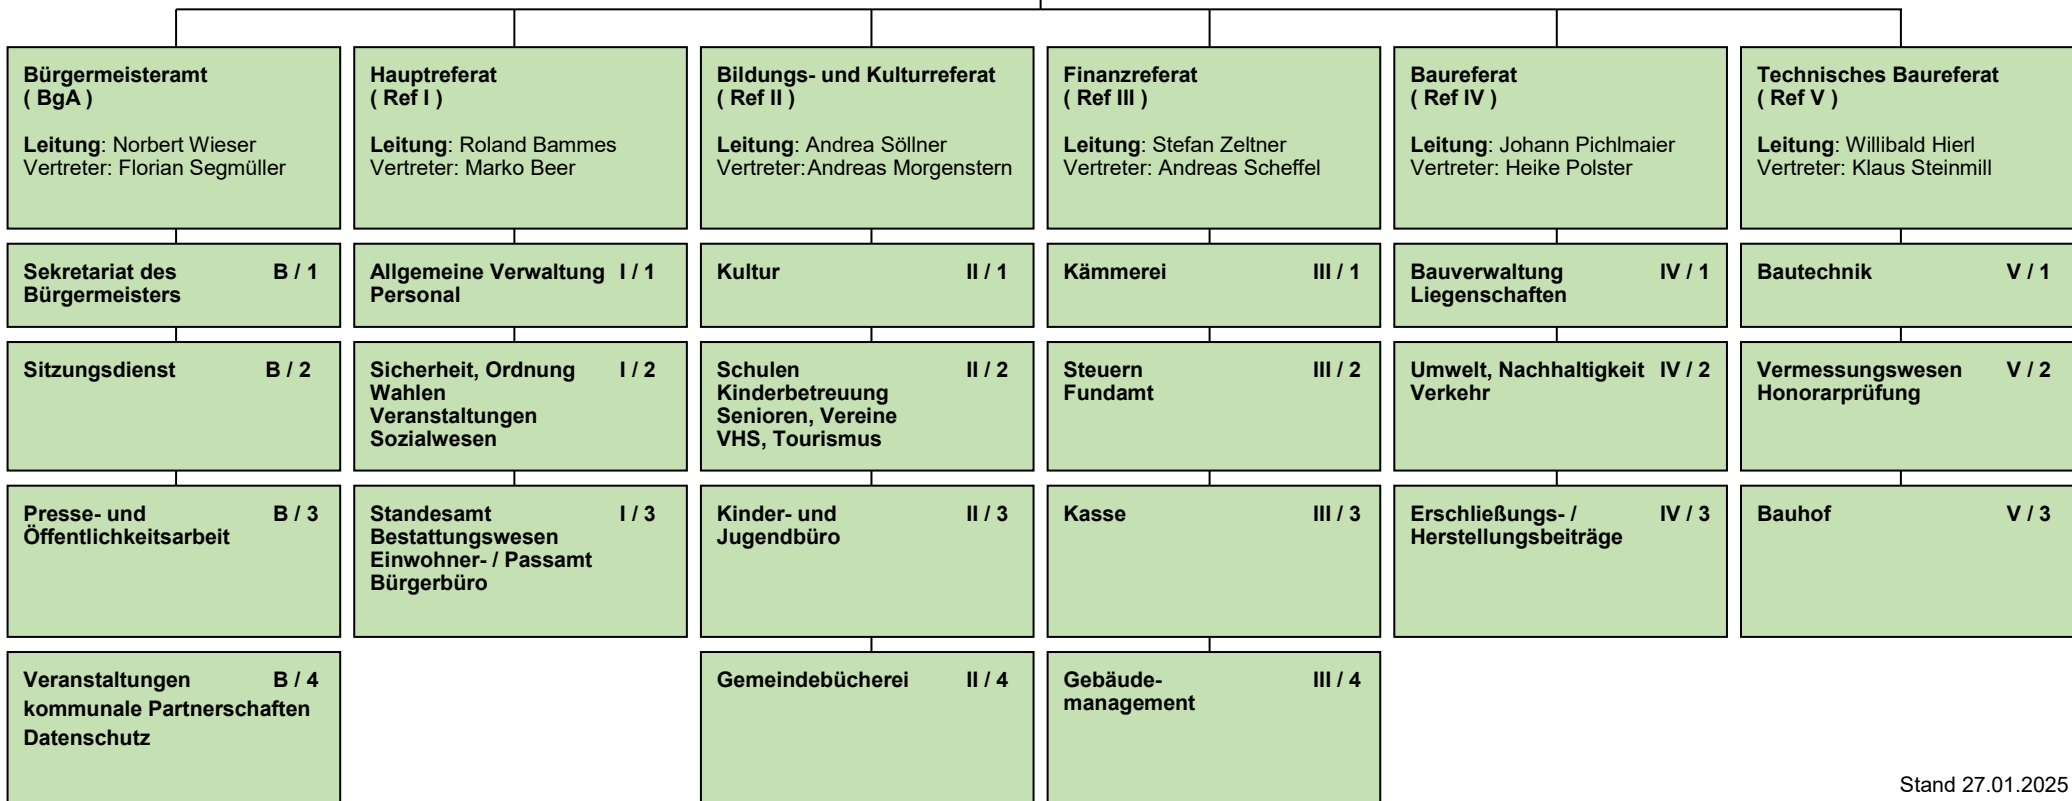 Bürgermeisteramt
( BgA )
Leitung: Norbert Wieser
Vertreter: Florian Segmüller
Hauptreferat
( Ref I )
Leitung: Roland Bammes
Vertreter: Marko Beer
Bildungs- und Kulturreferat
( Ref II )
Leitung: Andrea Söllner
Vertreter:Andreas Morgenstern
Finanzreferat
( Ref III )
Leitung: Stefan Zeltner
Vertreter: Andreas Scheffel
Baureferat
( Ref IV )
Leitung: Johann Pichlmaier
Vertreter: Heike Polster
Technisches Baureferat
( Ref V )
Leitung: Willibald Hierl
Vertreter: Klaus Steinmill
Sekretariat des B / 1
Bürgermeisters
Allgemeine Verwaltung I / 1
Personal
Kultur II / 1
Kämmerei III / 1
Bauverwaltung IV / 1
Liegenschaften
Bautechnik V / 1
Sitzungsdienst B / 2
Sicherheit, Ordnung I / 2
Wahlen
Veranstaltungen
Sozialwesen
Schulen II / 2
Kinderbetreuung
Senioren, Vereine
VHS, Tourismus
Steuern III / 2
Fundamt
Umwelt, Nachhaltigkeit IV / 2
Verkehr
Vermessungswesen V / 2
Honorarprüfung
Presse- und B / 3
Öffentlichkeitsarbeit
Standesamt I / 3
Bestattungswesen
Einwohner- / Passamt
Bürgerbüro
Kinder- und II / 3
Jugendbüro
Kasse III / 3
Erschließungs- / IV / 3
Herstellungsbeiträge
Bauhof V / 3
Veranstaltungen B / 4
kommunale Partnerschaften
Datenschutz
Gemeindebücherei II / 4
Gebäude- III / 4
management
Stand 27.01.2025